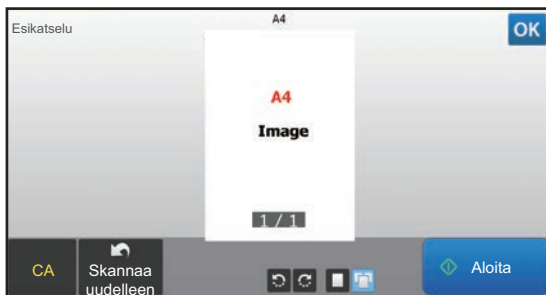 Esikatselu
A4
OK
A4
Image
1 / 1
CA
Skannaa
uudelleen
Aloita